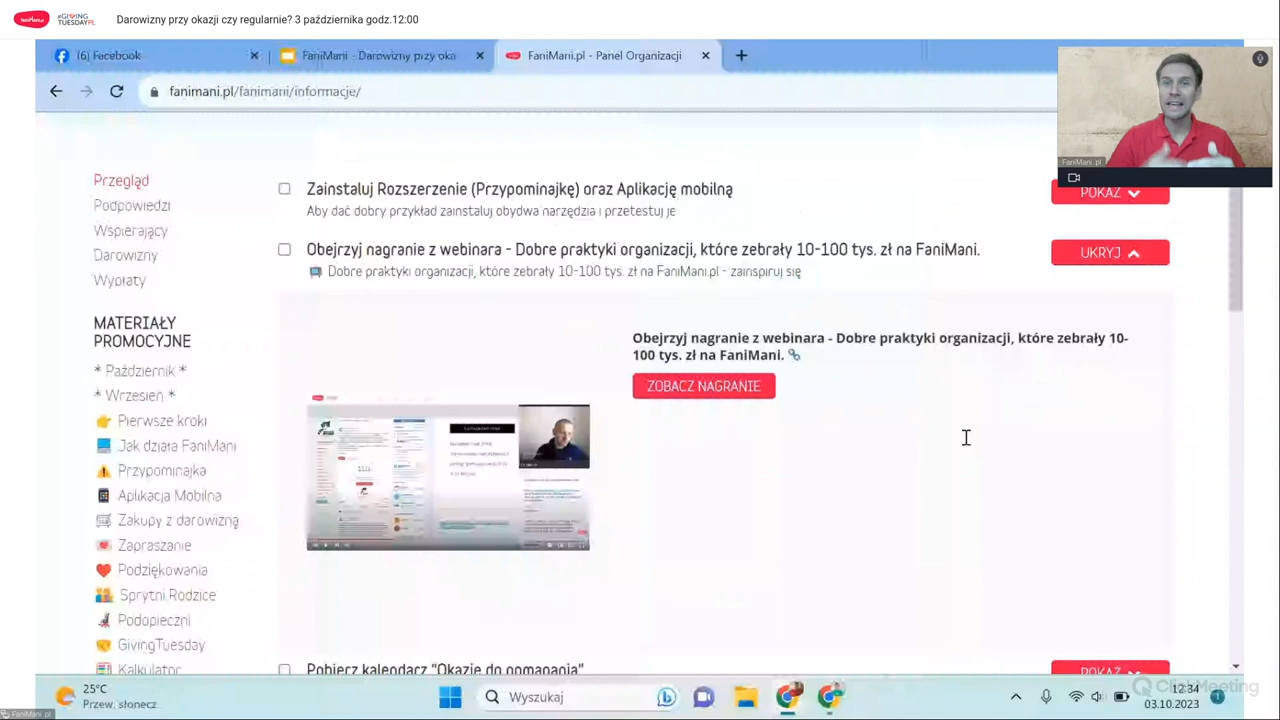 FaniMani.pl
#GIVING
TUESDAYPL
Darowizny przy okazji czy regularnie? 3 października godz.12:00
(6) Facebook
FaniMani - Darowizny przy oka
FaniMani.pl - Panel Organizacji
fanimani.pl/fanimani/informacje/
FaniMani .pl
Przegląd
Podpowiedzi
Wspierający
Darowizny
Wypłaty
MATERIAŁY
PROMOCYJNE
* Październik *
* Wrzesień *
Pierwsze kroki
Jak działa FaniMani
Przypominajka
Aplikacja Mobilna
Zakupy z darowizną
Zapraszanie
Podziękowania
Sprytni Rodzice
Podopieczni
GivingTuesday
Kalkulator
Zainstaluj Rozszerzenie (Przypominajkę) oraz Aplikację mobilną
POKAŻ
Aby dać dobry przykład zainstaluj obydwa narzędzia i przetestuj je
Obejrzyj nagranie z webinara - Dobre praktyki organizacji, które zebrały 10-100 tys. zł na FaniMani.
UKRYJ
Dobre praktyki organizacji, które zebrały 10-100 tys. zł na FaniMani.pl - zainspiruj się
Obejrzyj nagranie z webinara - Dobre praktyki organizacji, które zebrały 10-
100 tys. zł na FaniMani.
ZOBACZ NAGRANIE
Pobierz kalendarz "Okazje do pomagania"
POKAŻ
25°C
Przew. słonecz.
Wyszukaj
ClickMeeting
12:34
03.10.2023
1
FaniMani .pl